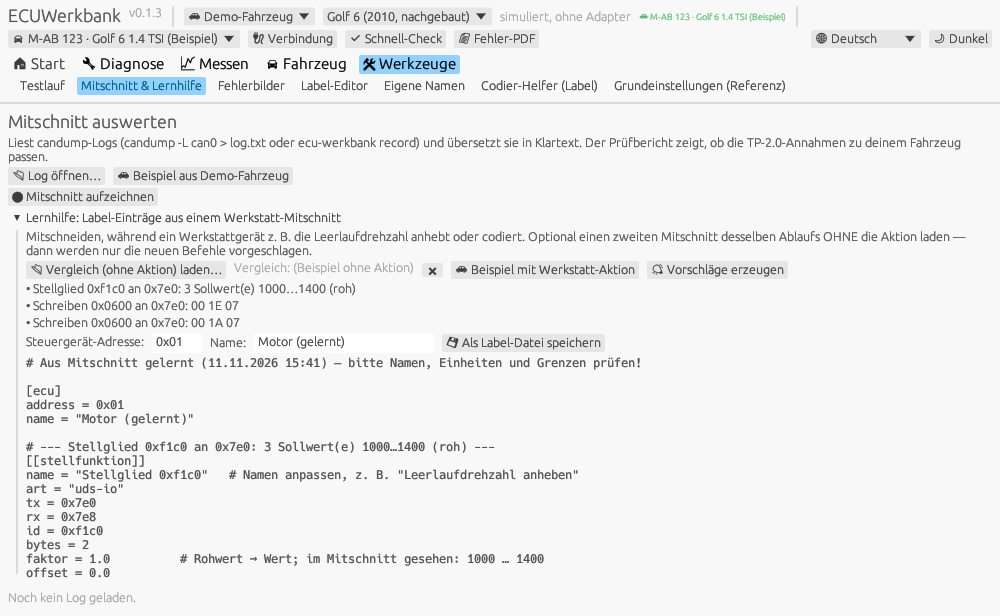 ECUWerkbank v0.1.3 Demo-Fahrzeug Golf 6 (2010, nachgebaut) simuliert, ohne Adapter M-AB 123 · Golf 6 1.4 TSI (Beispiel)
M-AB 123 · Golf 6 1.4 TSI (Beispiel) Verbindung Schnell-Check Fehler-PDF Deutsch Dunkel
Start Diagnose Messen Fahrzeug Werkzeuge
Testlauf Mitschnitt & Lernhilfe Fehlerbilder Label-Editor Eigene Namen Codier-Helfer (Label) Grundeinstellungen (Referenz)
Mitschnitt auswerten
Liest candump-Logs (candump -L can0 > log.txt oder ecu-werkbank record) und übersetzt sie in Klartext. Der Prüfbericht zeigt, ob die TP-2.0-Annahmen zu deinem Fahrzeug
passen.
Log öffnen… Beispiel aus Demo-Fahrzeug
Mitschnitt aufzeichnen
Lernhilfe: Label-Einträge aus einem Werkstatt-Mitschnitt
Mitschneiden, während ein Werkstattgerät z. B. die Leerlaufdrehzahl anhebt oder codiert. Optional einen zweiten Mitschnitt desselben Ablaufs OHNE die Aktion laden —
dann werden nur die neuen Befehle vorgeschlagen.
Vergleich (ohne Aktion) laden… Vergleich: (Beispiel ohne Aktion) × Beispiel mit Werkstatt-Aktion Vorschläge erzeugen
• Stellglied 0xf1c0 an 0x7e0: 3 Sollwert(e) 1000…1400 (roh)
• Schreiben 0x0600 an 0x7e0: 00 1E 07
• Schreiben 0x0600 an 0x7e0: 00 1A 07
Steuergerät-Adresse: 0x01 Name: Motor (gelernt) Als Label-Datei speichern
# Aus Mitschnitt gelernt (11.11.2026 15:41) — bitte Namen, Einheiten und Grenzen prüfen!
[ecu]
address = 0x01
name = "Motor (gelernt)"
# --- Stellglied 0xf1c0 an 0x7e0: 3 Sollwert(e) 1000…1400 (roh) ---
[[stellfunktion]]
name = "Stellglied 0xf1c0" # Namen anpassen, z. B. "Leerlaufdrehzahl anheben"
art = "uds-io"
tx = 0x7e0
rx = 0x7e8
id = 0xf1c0
bytes = 2
faktor = 1.0 # Rohwert → Wert; im Mitschnitt gesehen: 1000 … 1400
offset = 0.0
Noch kein Log geladen.